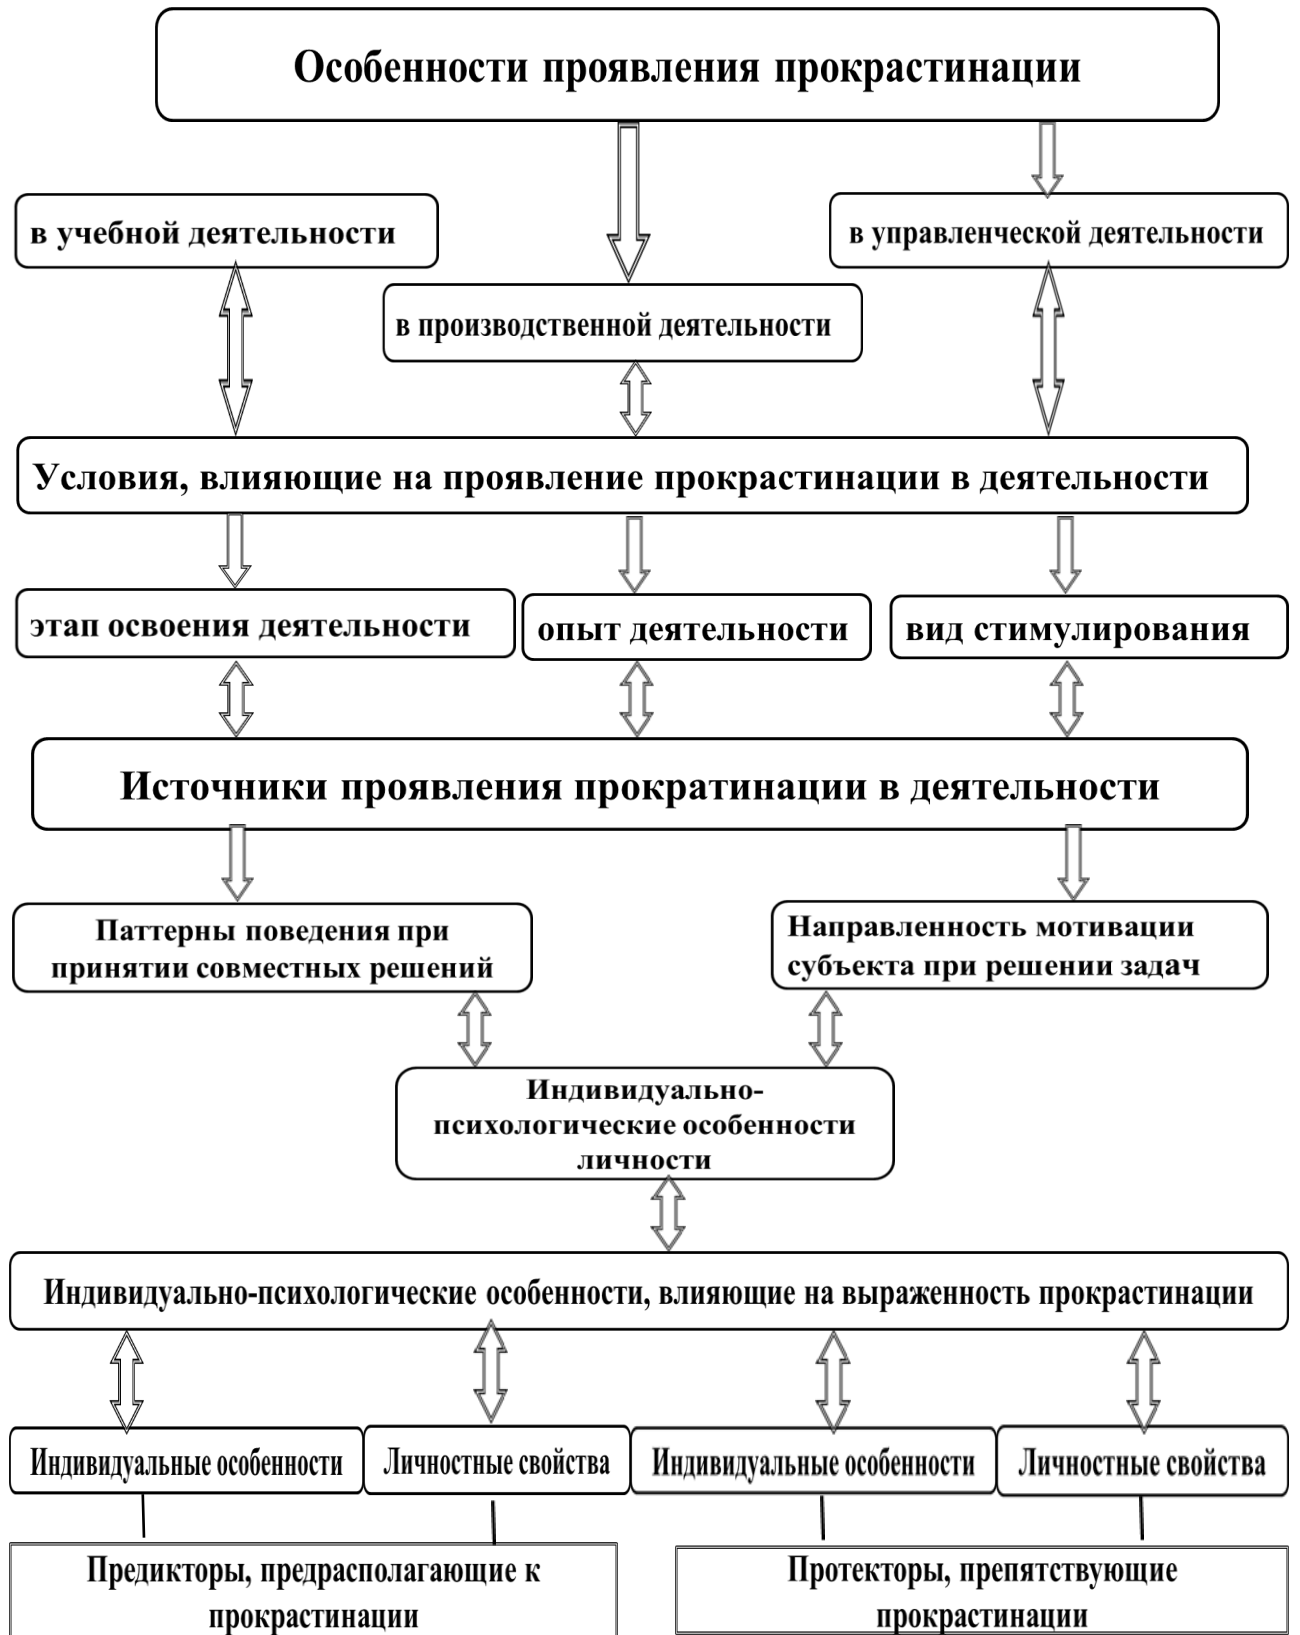 Особенности проявления прокрастинации
в учебной деятельности
в управленческой деятельности
в производственной деятельности
Условия, влияющие на проявление прокрастинации в деятельности
этап освоения деятельности
опыт деятельности
вид стимулирования
Источники проявления прократинации в деятельности
Паттерны поведения при
принятии совместных решений
Направленность мотивации
субъекта при решении задач
Индивидуально-
психологические особенности
личности
Индивидуально-психологические особенности, влияющие на выраженность прокрастинации
Индивидуальные особенности
Личностные свойства
Индивидуальные особенности
Личностные свойства
Предикторы, предрасполагающие к
прокрастинации
Протекторы, препятствующие
прокрастинации